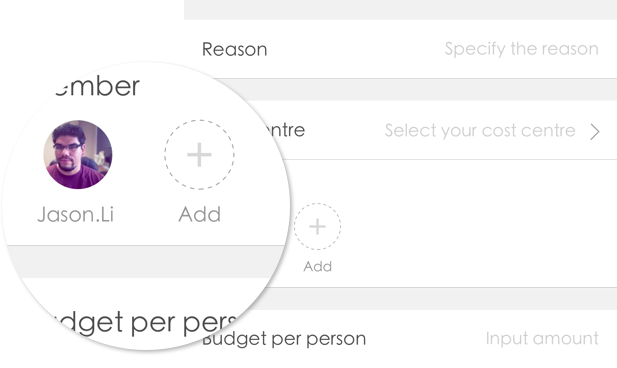 Reason Specify the reason
ember
entre Select your cost centre
Jason.Li Add
Add
dget per pers
Budget per person Input amount